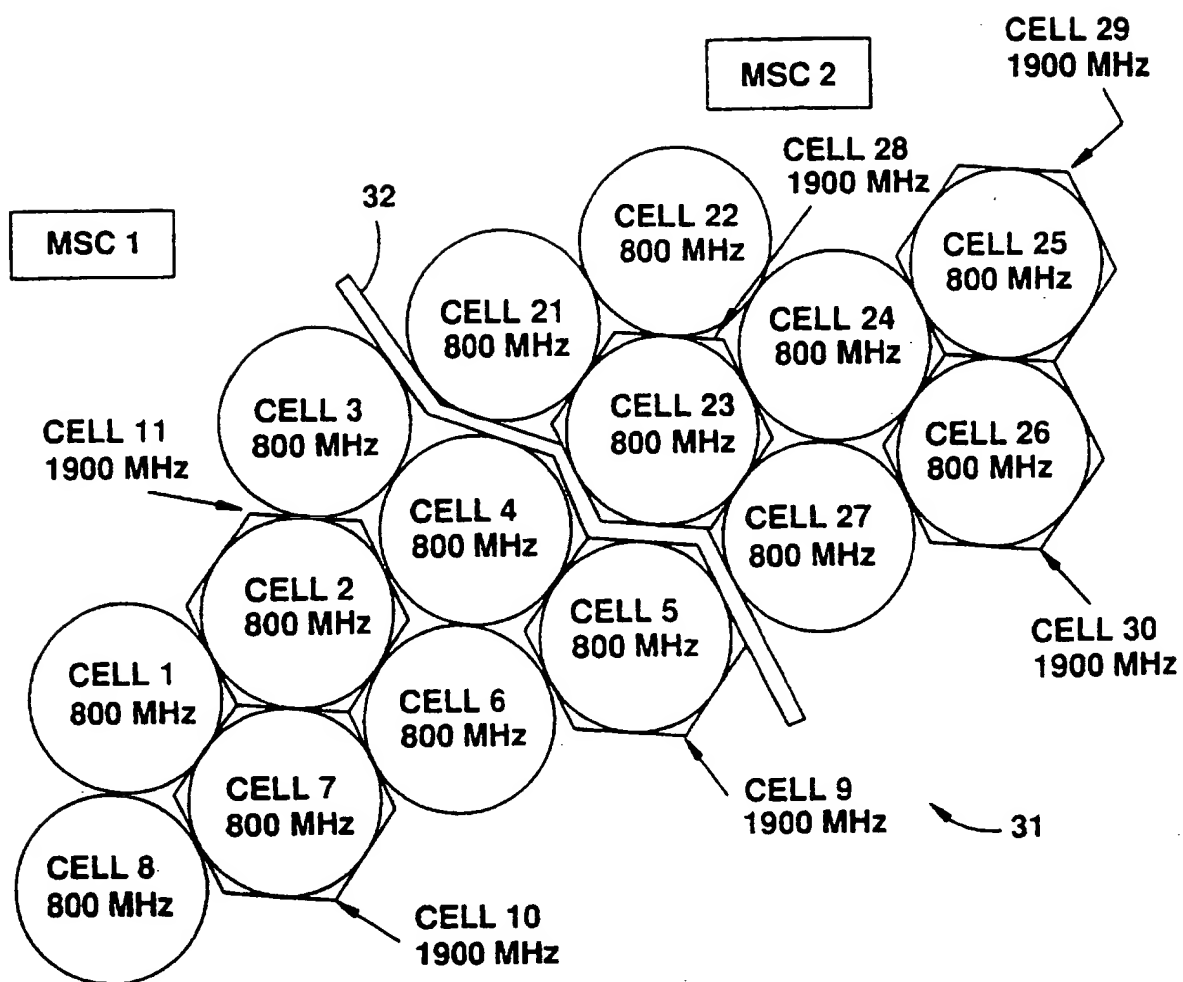 CELL 29
1900 MHz
MSC 2
CELL 28
1900 MHz
32
CELL 22
800 MHz
MSC 1
CELL 25
800 MHz
CELL 21
800 MHz
CELL 24
800 MHz
CELL 3
800 MHz
CELL 23
800 MHz
CELL 11
1900 MHz
CELL 26
800 MHz
CELL 4
800 MHz
CELL 27
800 MHz
CELL 2
800 MHz
CELL 5
800 MHz
CELL 30
1900 MHz
CELL 1
800 MHz
CELL 6
800 MHz
CELL 7
800 MHz
CELL 9
1900 MHz
31
CELL 8
800 MHz
CELL 10
1900 MHz